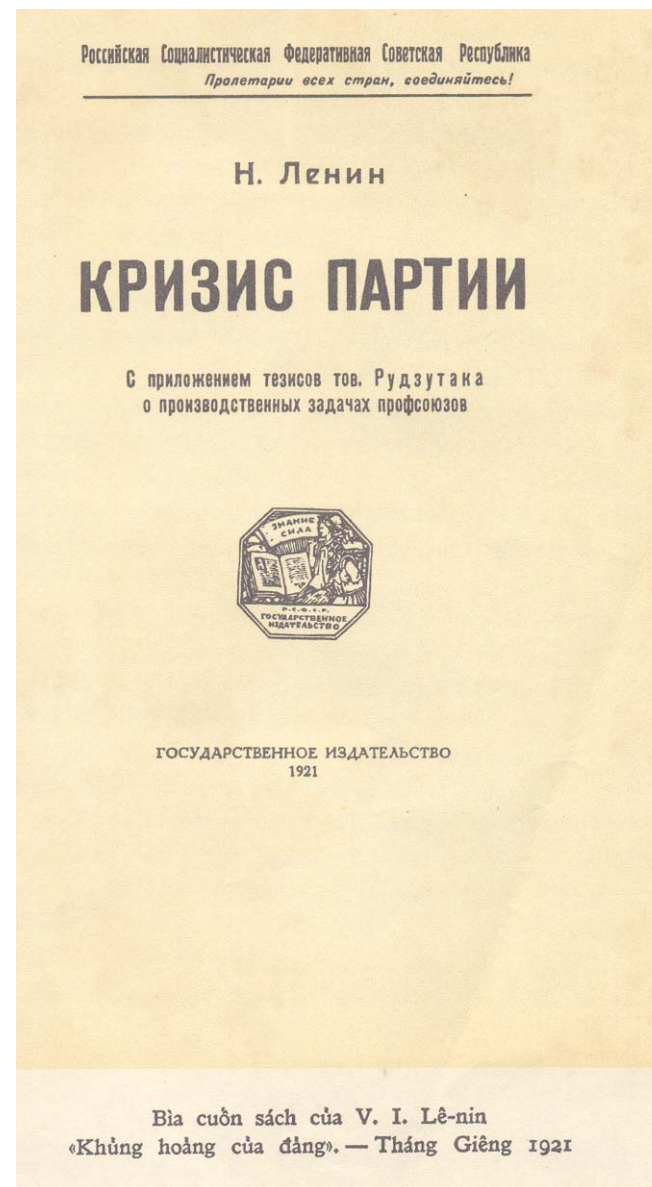 Российская Социалистическая Федеративная Советская Республика
Пролетарии всех стран, соединяйтесь!
Н. Ленин
КРИЗИС ПАРТИИ
С приложением тезисов тов. Рудзутака
о производственных задачах профсоюзов
ЗНАНИЕ
СИЛА
Р.С.Ф.С.Р.
ГОСУДАРСТВЕННОЕ
ИЗДАТЕЛЬСТВО
ГОСУДАРСТВЕННОЕ ИЗДАТЕЛЬСТВО
1921
Bìa cuốn sách của V. I. Lê-nin
«Khủng hoảng của đảng». — Tháng Giêng 1921